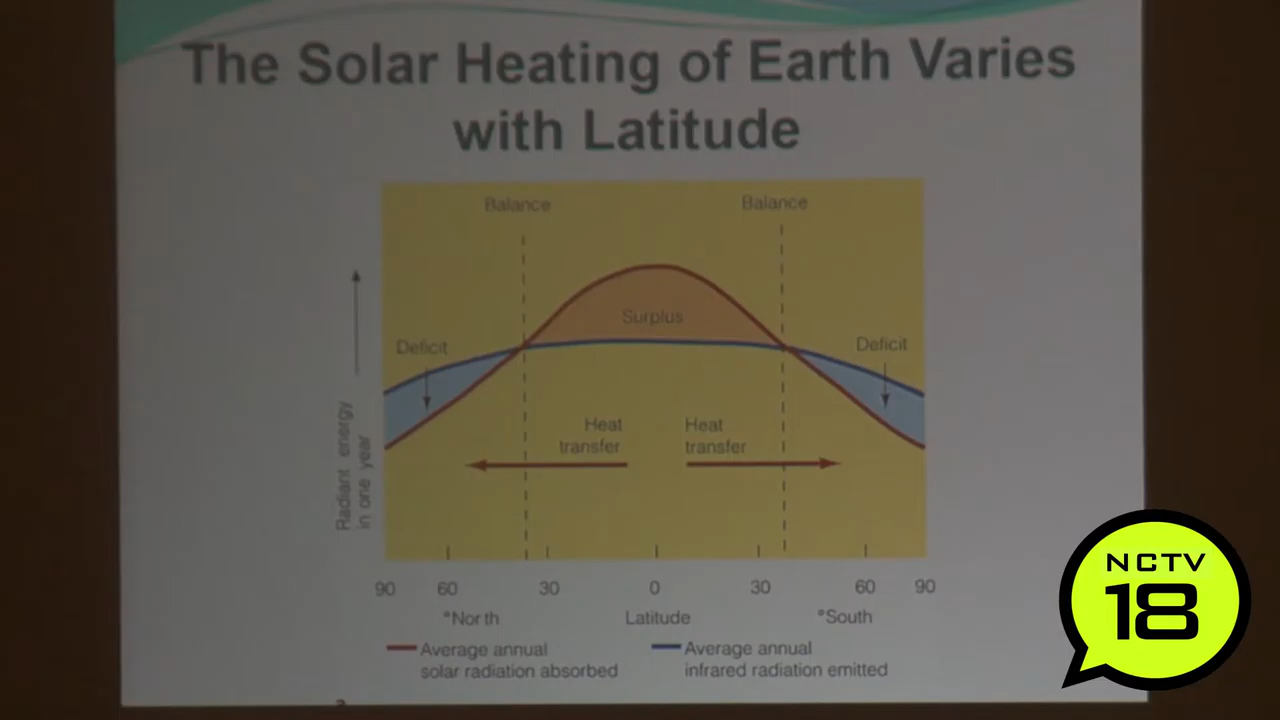 The Solar Heating of Earth Varies
with Latitude
Balance
Balance
Surplus
Deficit
Deficit
Heat
transfer
Heat
transfer
Radiant energy
in one year
90 60 30 0 30 60 90
°North Latitude °South
Average annual
solar radiation absorbed
Average annual
infrared radiation emitted
NCTV
18